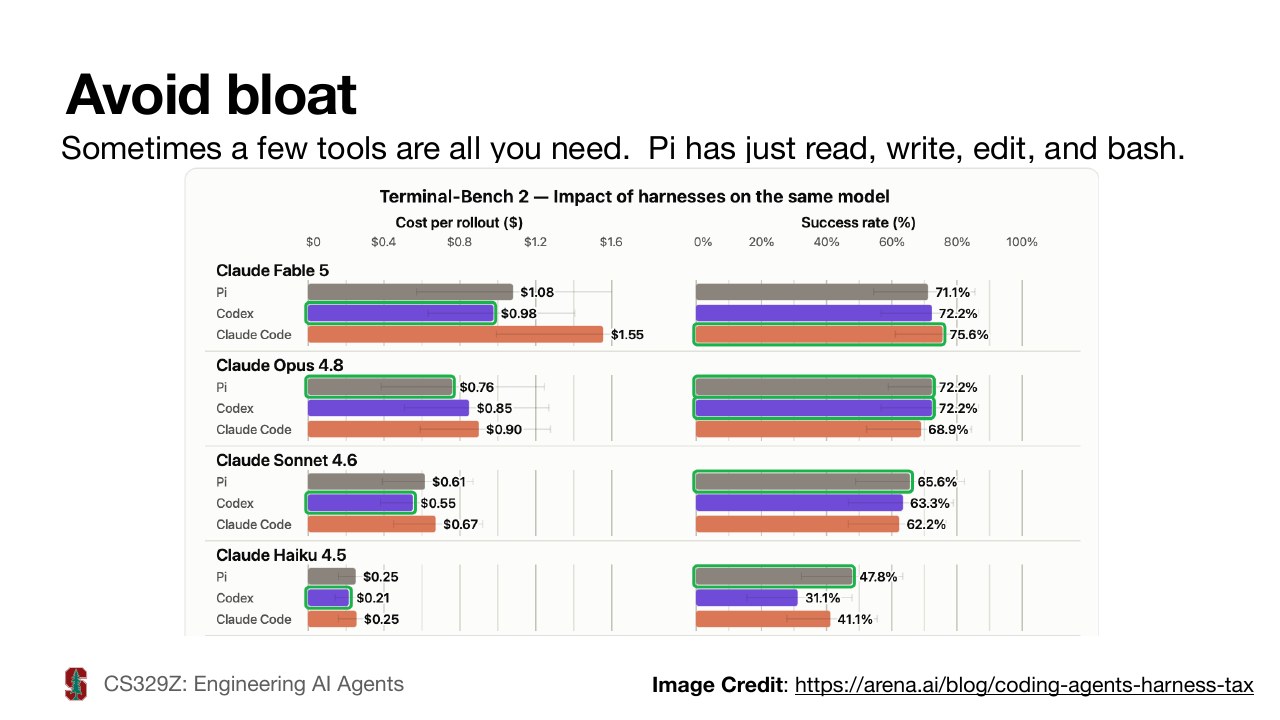 Avoid bloat
Sometimes a few tools are all you need.  Pi has just read, write, edit, and bash.
Terminal-Bench 2 — Impact of harnesses on the same model
Cost per rollout ($) Success rate (%)
$0 $0.4 $0.8 $1.2 $1.6 0% 20% 40% 60% 80% 100%
Claude Fable 5
Pi $1.08 71.1%
Codex $0.98 72.2%
Claude Code $1.55 75.6%
Claude Opus 4.8
Pi $0.76 72.2%
Codex $0.85 72.2%
Claude Code $0.90 68.9%
Claude Sonnet 4.6
Pi $0.61 65.6%
Codex $0.55 63.3%
Claude Code $0.67 62.2%
Claude Haiku 4.5
Pi $0.25 47.8%
Codex $0.21 31.1%
Claude Code $0.25 41.1%
CS329Z: Engineering AI Agents
Image Credit: https://arena.ai/blog/coding-agents-harness-tax